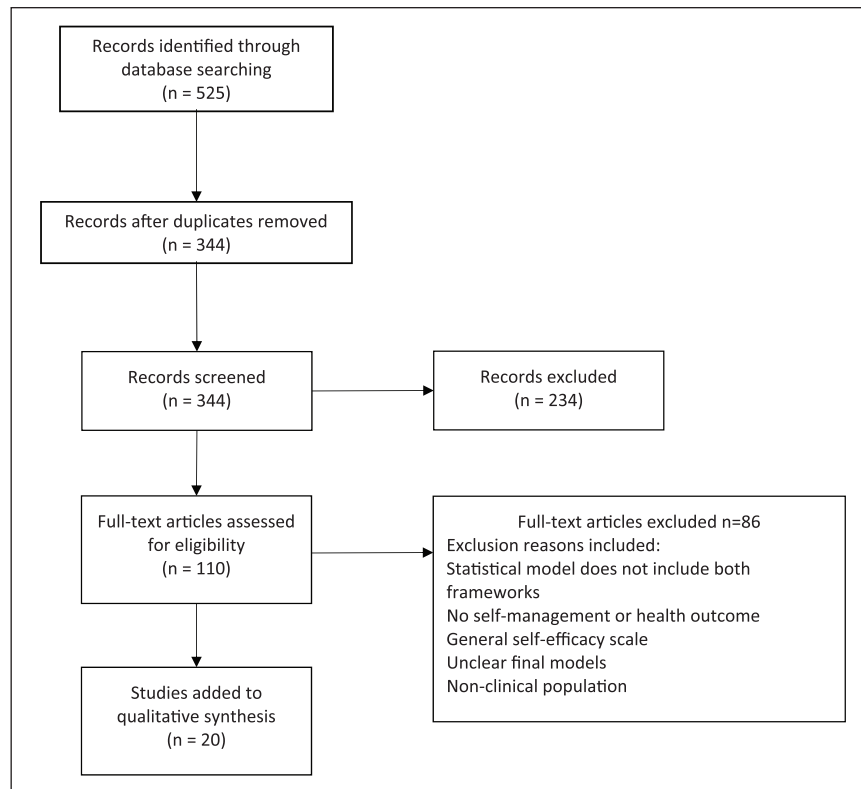 Records identified through
database searching
(n = 525)
Records after duplicates removed
(n = 344)
Records screened
(n = 344)
Records excluded
(n = 234)
Full-text articles assessed
for eligibility
(n = 110)
Full-text articles excluded n=86
Exclusion reasons included:
Statistical model does not include both
frameworks
No self-management or health outcome
General self-efficacy scale
Unclear final models
Non-clinical population
Studies added to
qualitative synthesis
(n = 20)